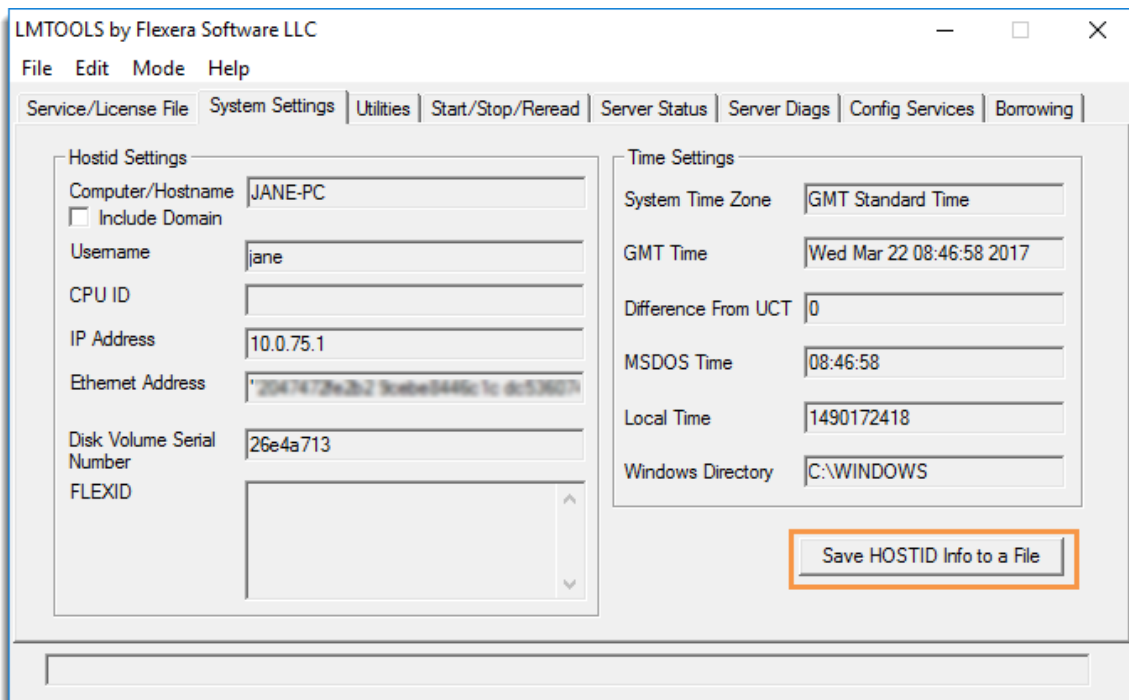 LMTOOLS by Flexera Software LLC
File Edit Mode Help
Service/License File System Settings Utilities Start/Stop/Reread Server Status Server Diags Config Services Borrowing
Hostid Settings
Computer/Hostname JANE-PC
Include Domain
Username jane
CPU ID
IP Address 10.0.75.1
Ethernet Address
Disk Volume Serial Number 26e4a713
FLEXID
Time Settings
System Time Zone GMT Standard Time
GMT Time Wed Mar 22 08:46:58 2017
Difference From UCT 0
MSDOS Time 08:46:58
Local Time 1490172418
Windows Directory C:\WINDOWS
Save HOSTID Info to a File